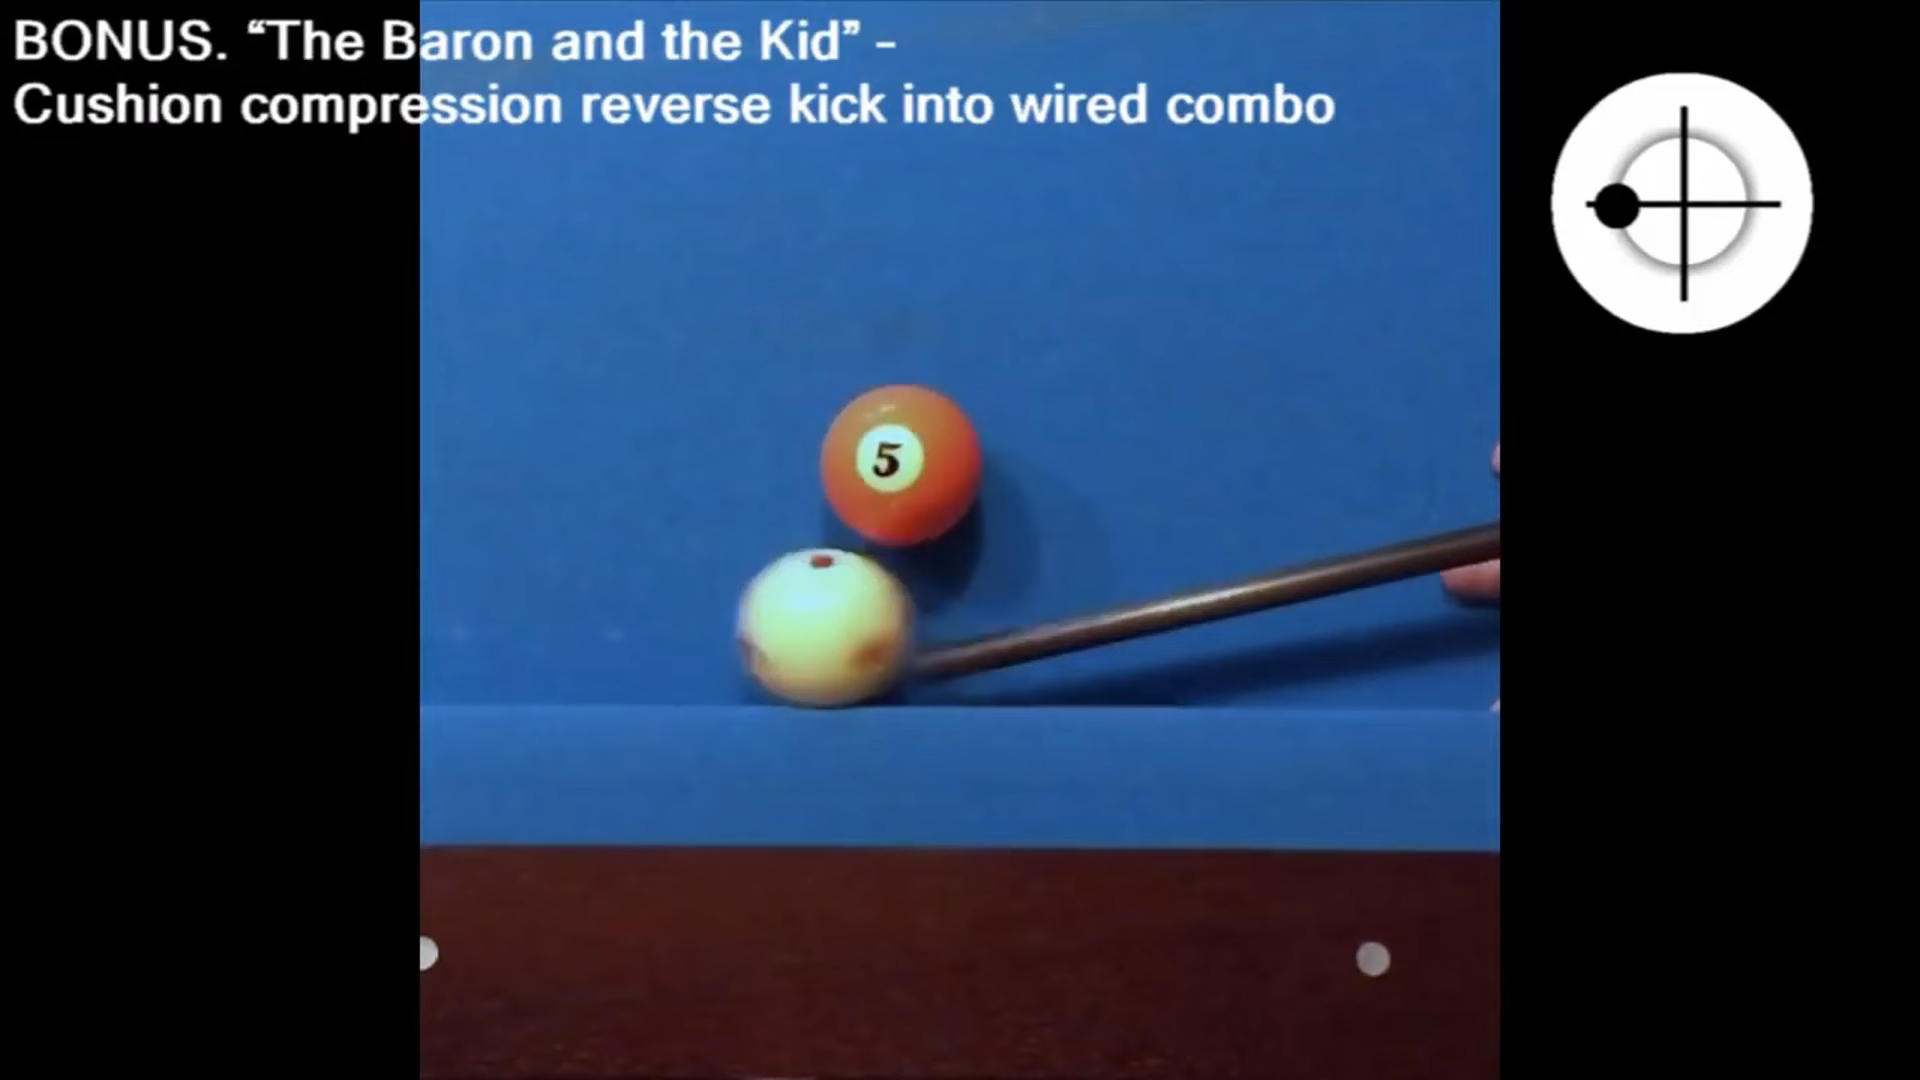 BONUS. “The Baron and the Kid” –
Cushion compression reverse kick into wired combo
5